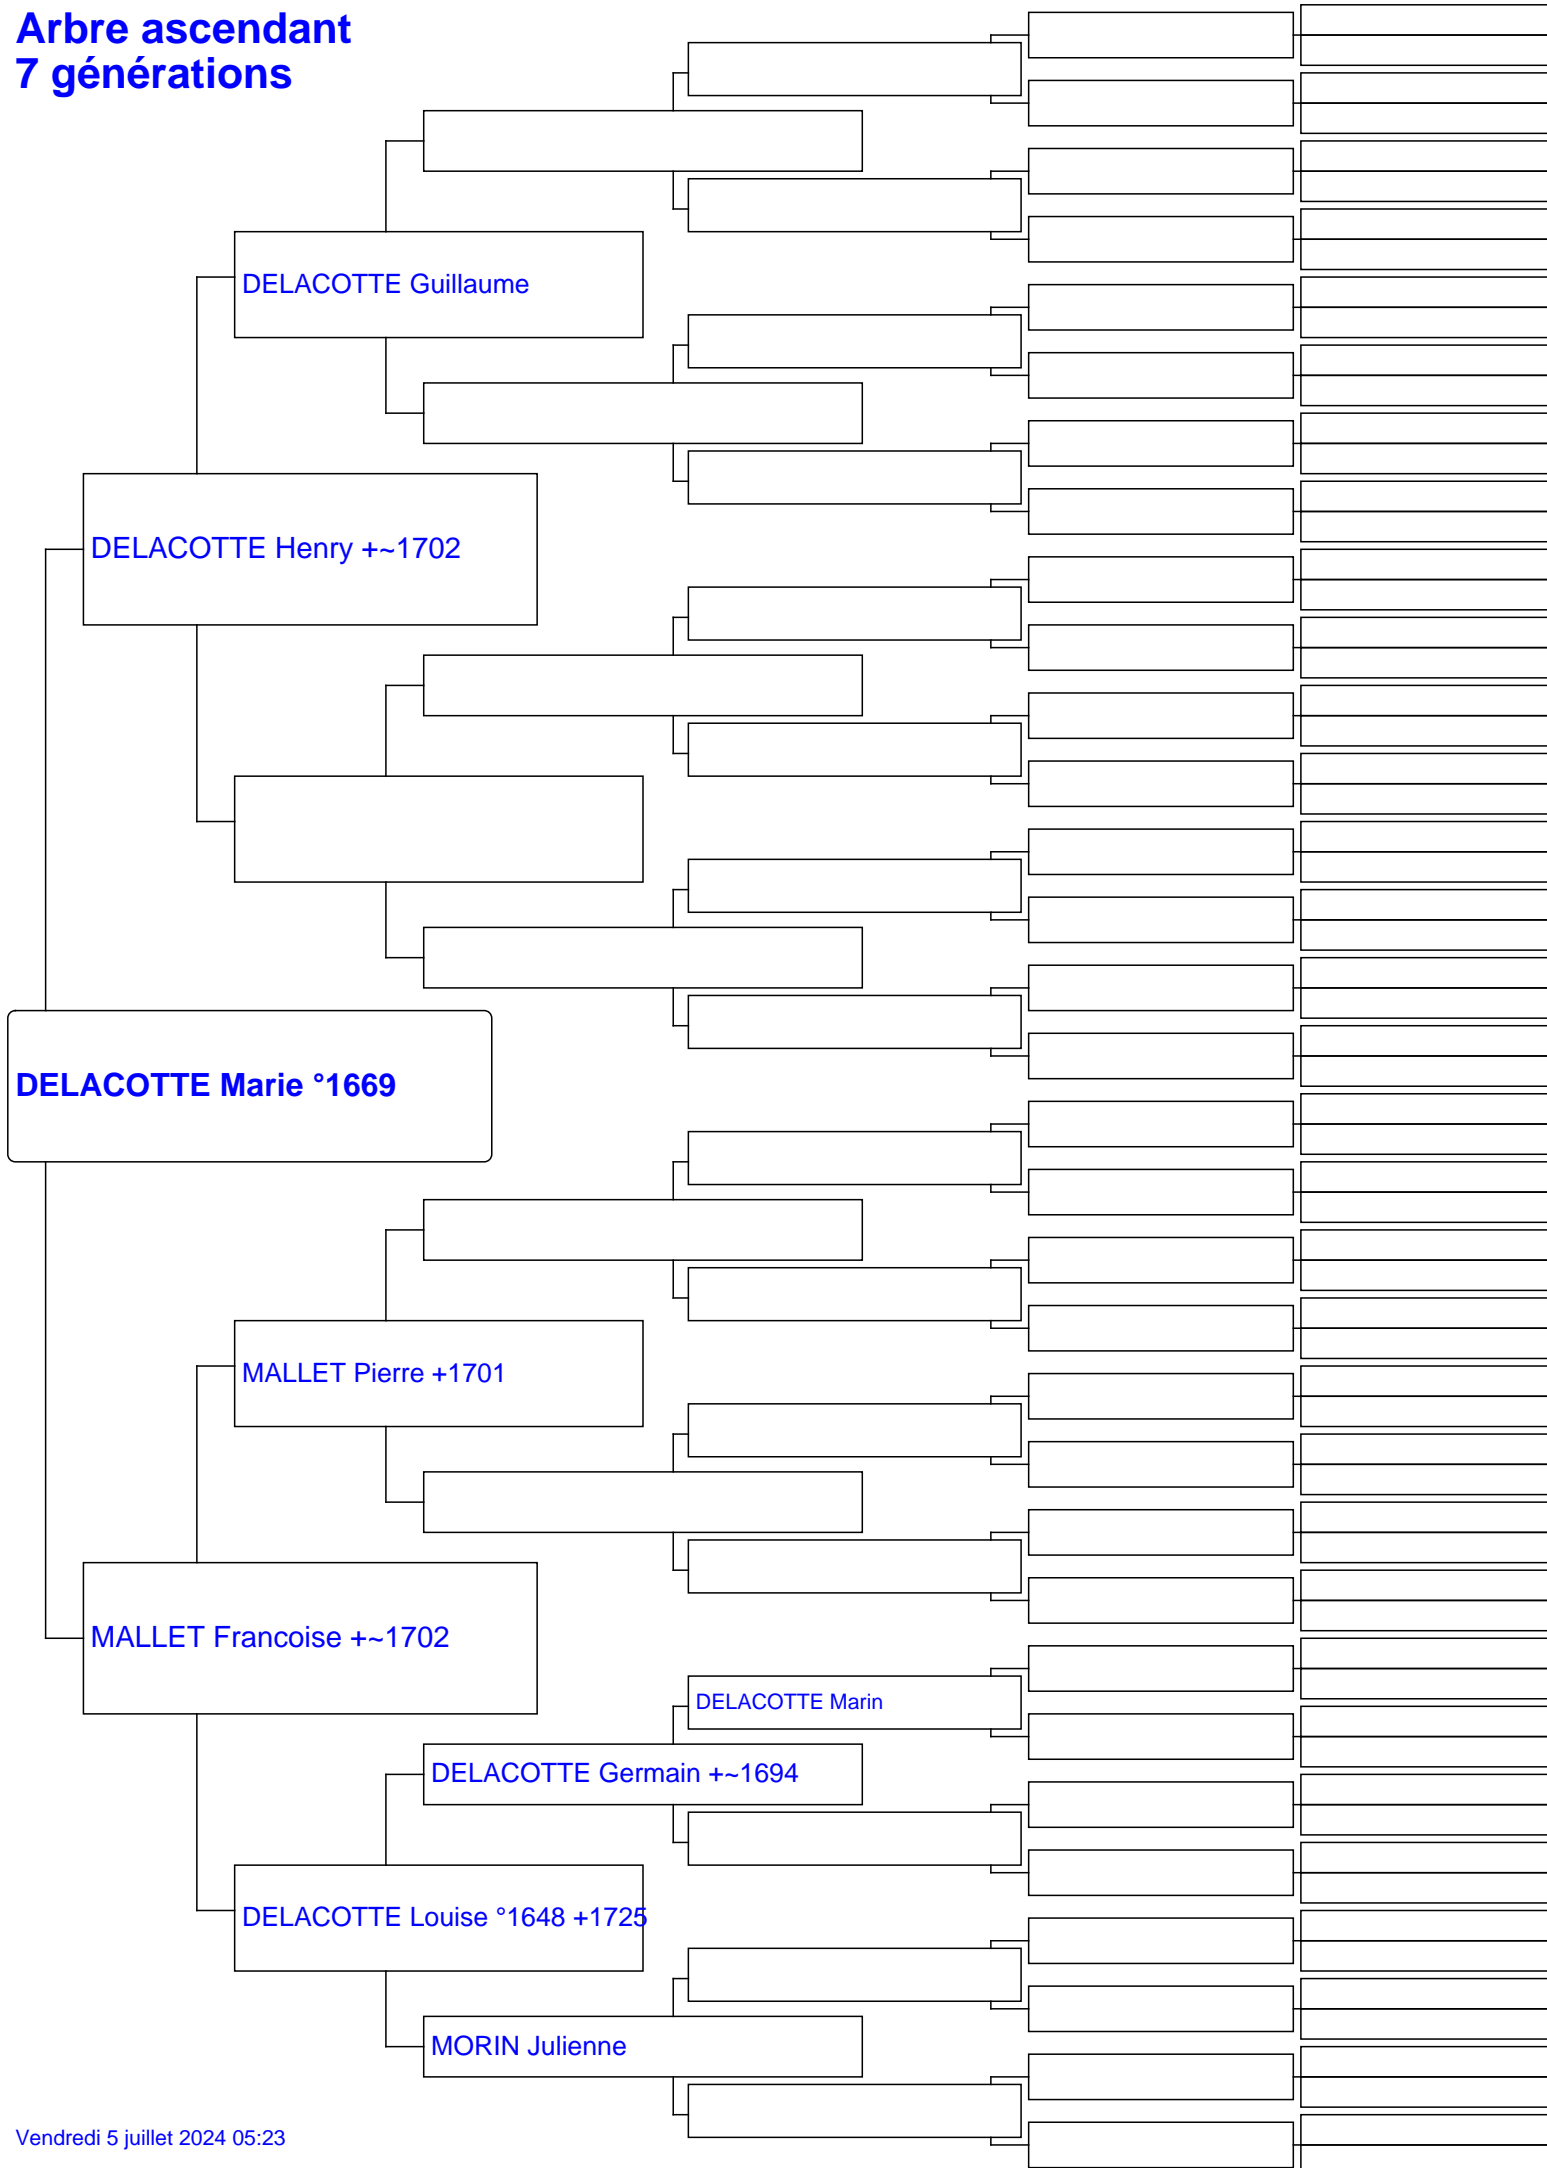 Arbre ascendant
7 générations
DELACOTTE Guillaume
DELACOTTE Henry +~1702
DELACOTTE Marie °1669
MALLET Pierre +1701
MALLET Francoise +~1702
DELACOTTE Marin
DELACOTTE Germain +~1694
DELACOTTE Louise °1648 +1725
MORIN Julienne
Vendredi 5 juillet 2024 05:23